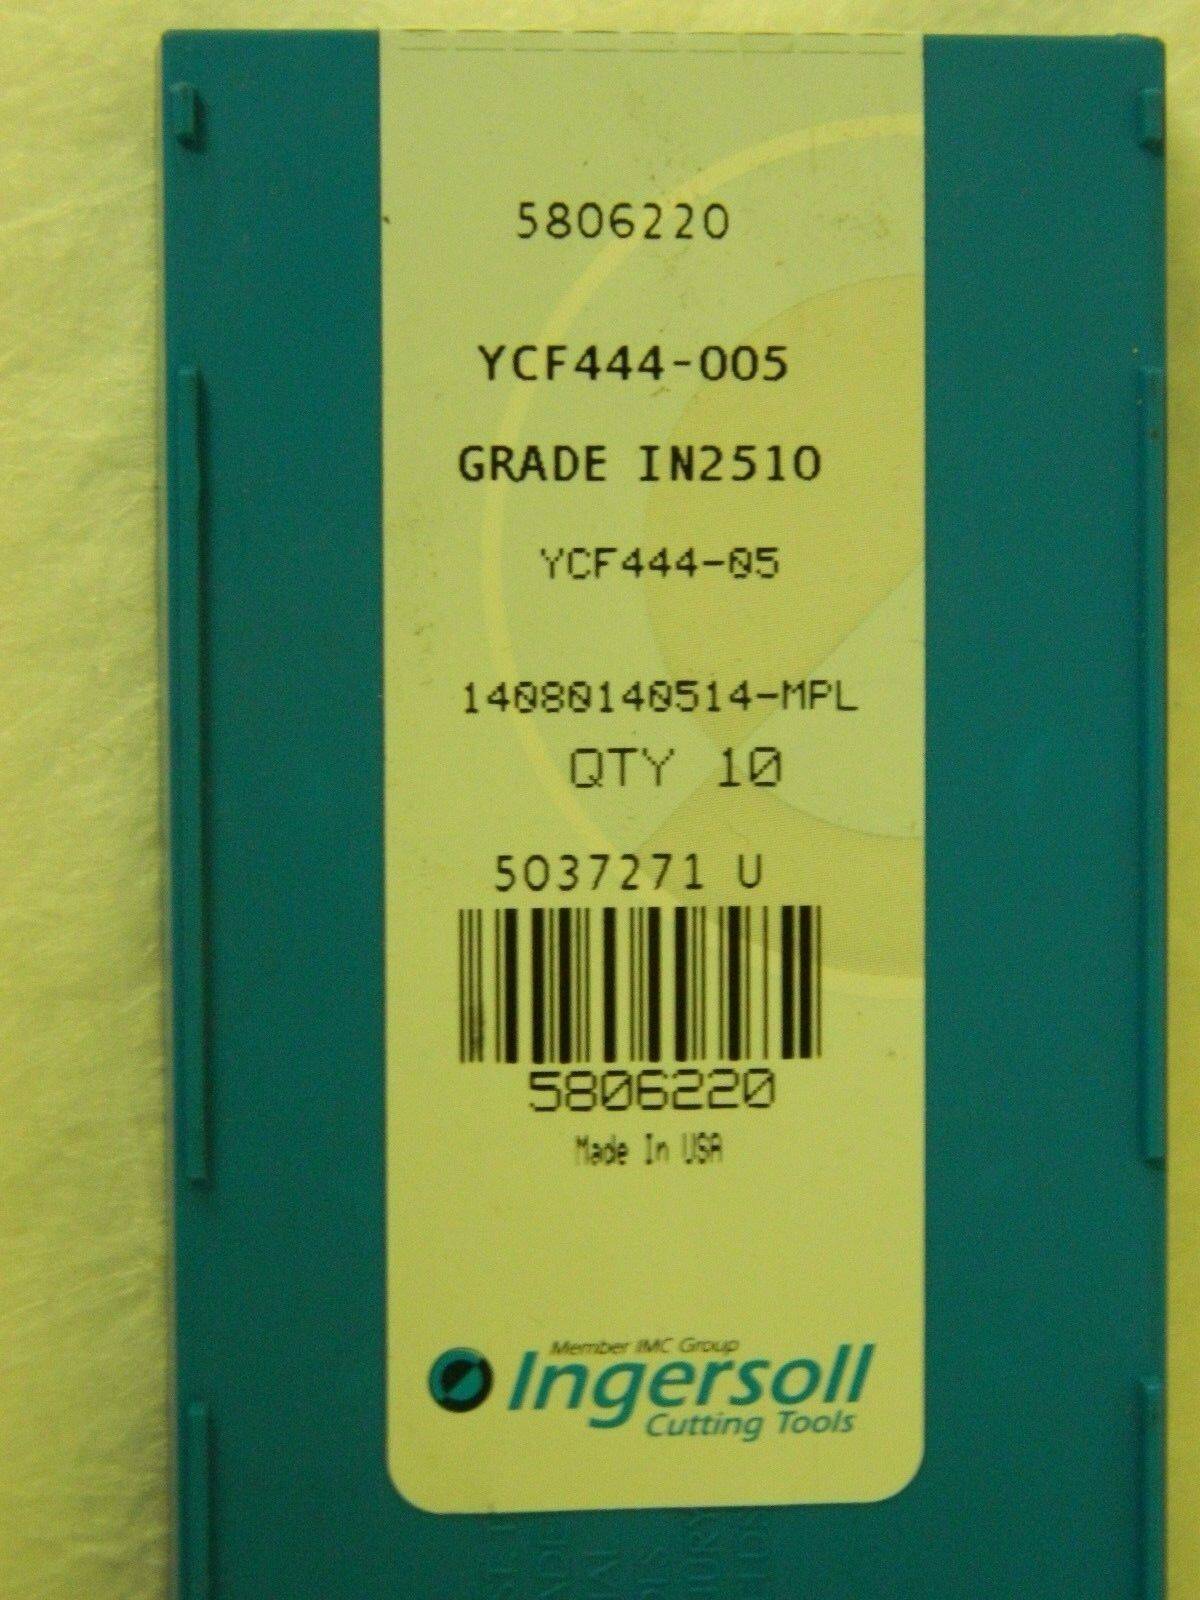 5806220
YCF444-005
GRADE IN2510
YCF444-05
14080140514-MPL
QTY 10
5037271 U
5806220
Made In USA
Member IMC Group
Ingersoll
Cutting Tools